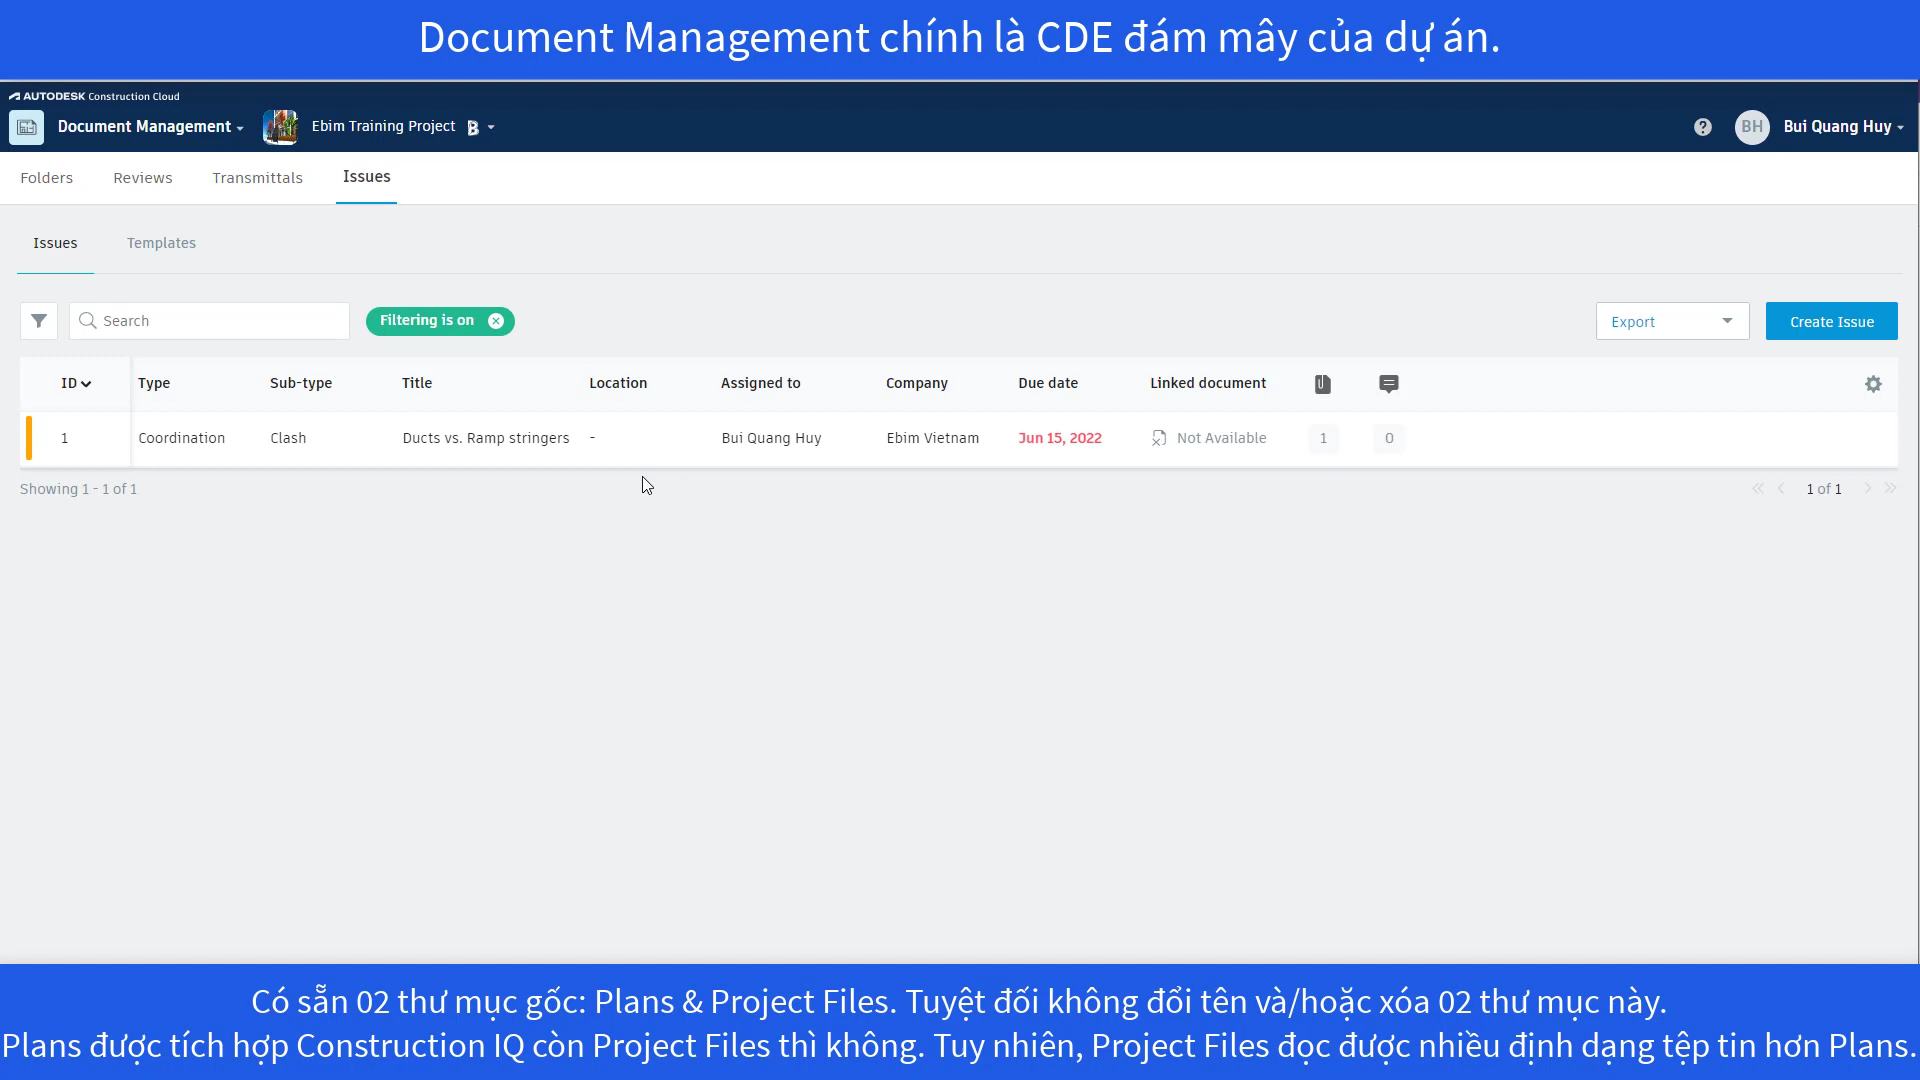 Document Management chính là CDE đám mây của dự án.
AUTODESK Construction Cloud
Document Management
Ebim Training Project
?
BH
Bui Quang Huy
Folders
Reviews
Transmittals
Issues
Issues
Templates
Search
Filtering is on
Export
Create Issue
ID
Type
Sub-type
Title
Location
Assigned to
Company
Due date
Linked document
1
Coordination
Clash
Ducts vs. Ramp stringers
-
Bui Quang Huy
Ebim Vietnam
Jun 15, 2022
Not Available
1
0
Showing 1 - 1 of 1
1 of 1
Có sẵn 02 thư mục gốc: Plans & Project Files. Tuyệt đối không đổi tên và/hoặc xóa 02 thư mục này.
Plans được tích hợp Construction IQ còn Project Files thì không. Tuy nhiên, Project Files đọc được nhiều định dạng tệp tin hơn Plans.